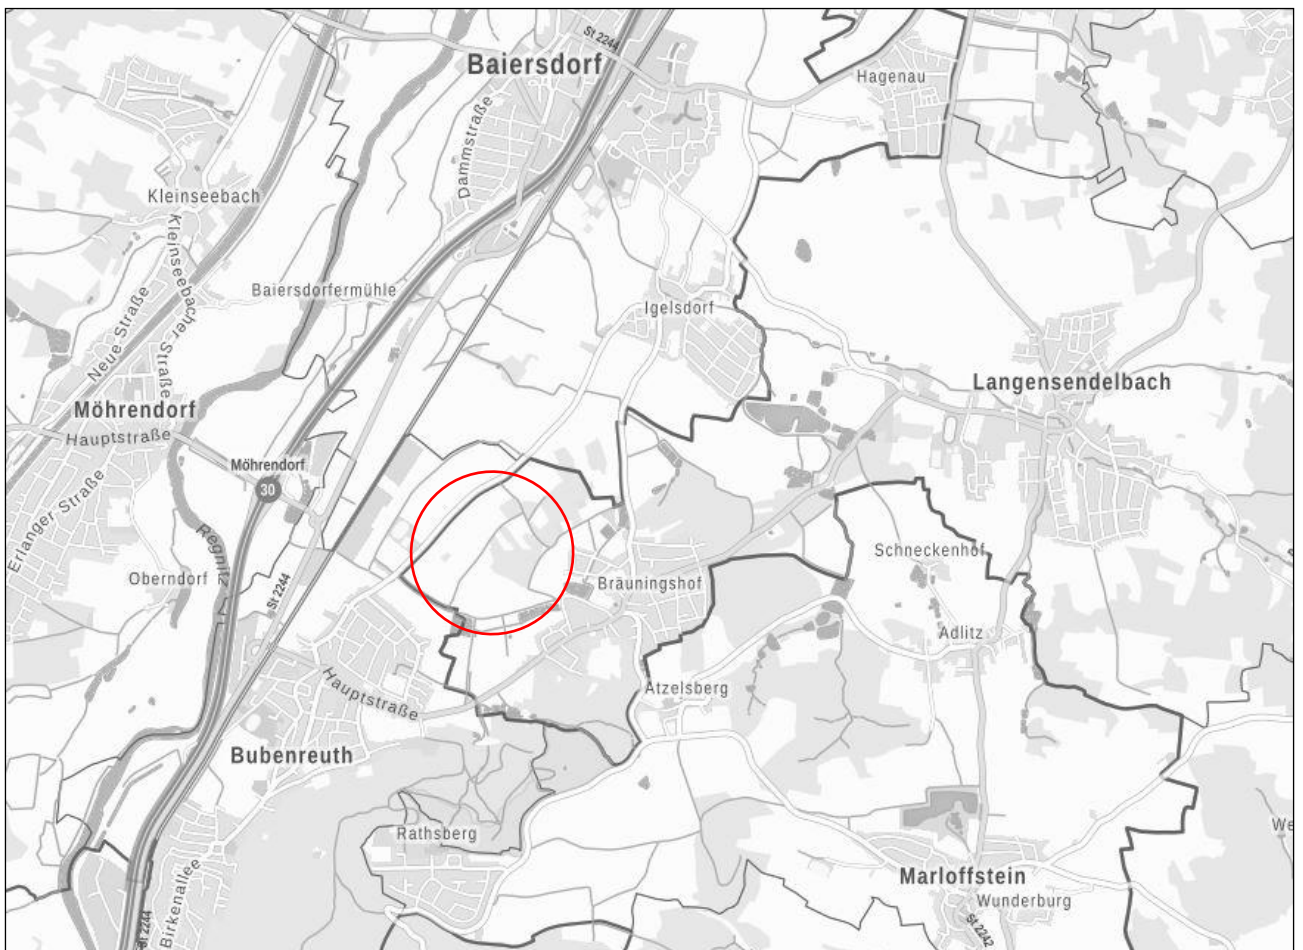 St 2244
Baiersdorf
Hagenau
Dammstraße
Kleinseebach
Kleinseebacher Straße
Baiersdorfermühle
Igelsdorf
Neue Straße
Langensendelbach
Möhrendorf
Hauptstraße
Möhrendorf
30
Erlanger Straße
Regnitz
Schneckenhof
Oberndorf
St 2244
Bräuningshof
Adlitz
Hauptstraße
Atzelsberg
Bubenreuth
Rathsberg
Marloffstein
Wunderburg
Birkenallee
St 2244
St 2242